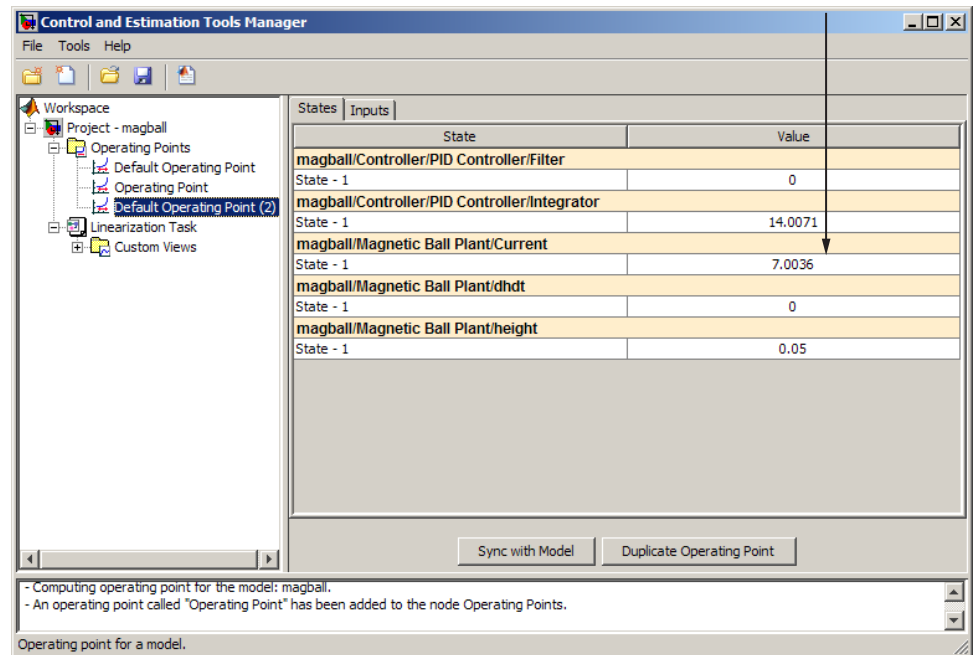 Control and Estimation Tools Manager
File Tools Help
Workspace
Project - magball
Operating Points
Default Operating Point
Operating Point
Default Operating Point (2)
Linearization Task
Custom Views
States Inputs
State Value
magball/Controller/PID Controller/Filter
State - 1 0
magball/Controller/PID Controller/Integrator
State - 1 14.0071
magball/Magnetic Ball Plant/Current
State - 1 7.0036
magball/Magnetic Ball Plant/dhdt
State - 1 0
magball/Magnetic Ball Plant/height
State - 1 0.05
Sync with Model Duplicate Operating Point
- Computing operating point for the model: magball.
- An operating point called "Operating Point" has been added to the node Operating Points.
Operating point for a model.